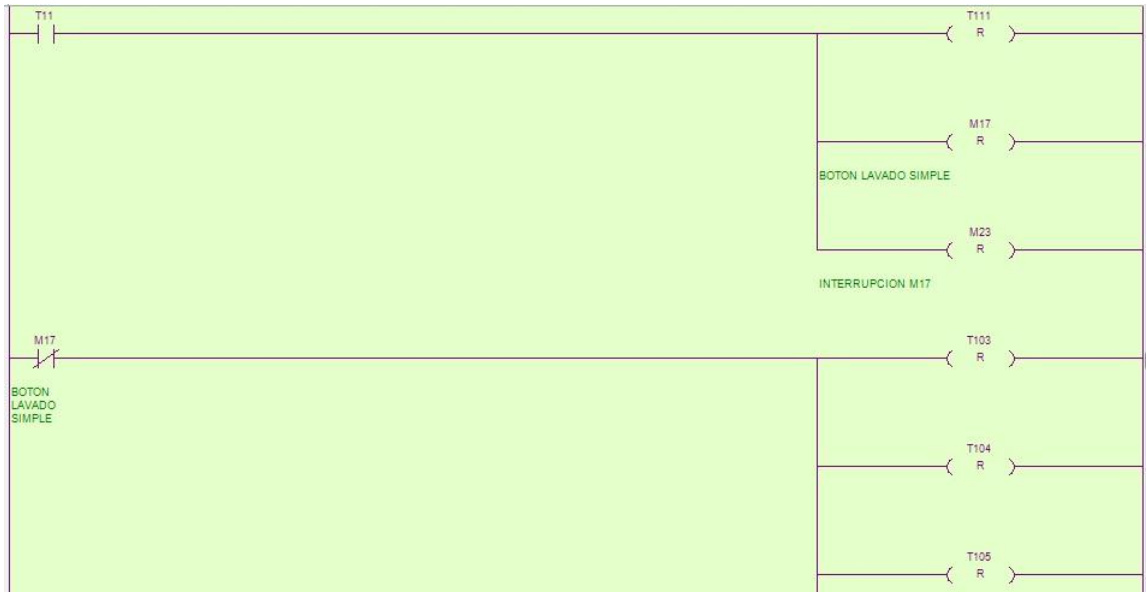 T11
T111
R
M17
R
BOTON LAVADO SIMPLE
M23
R
INTERRUPCION M17
M17
BOTON
LAVADO
SIMPLE
T103
R
T104
R
T105
R